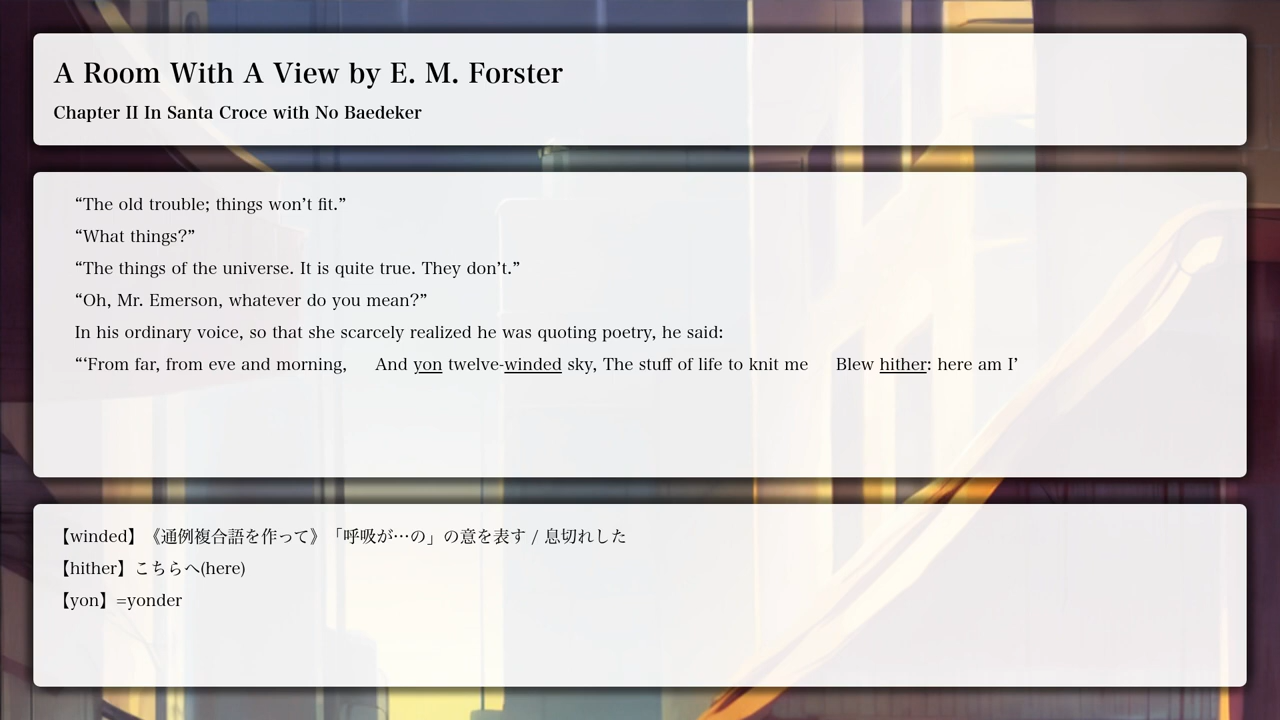 A Room With A View by E. M. Forster
Chapter II In Santa Croce with No Baedeker
“The old trouble; things won’t fit.”
“What things?”
“The things of the universe. It is quite true. They don’t.”
“Oh, Mr. Emerson, whatever do you mean?”
In his ordinary voice, so that she scarcely realized he was quoting poetry, he said:
“‘From far, from eve and morning,  And yon twelve-winded sky, The stuff of life to knit me  Blew hither: here am I’
【winded】《通例複合語を作って》「呼吸が…の」の意を表す / 息切れした
【hither】こちらへ(here)
【yon】=yonder